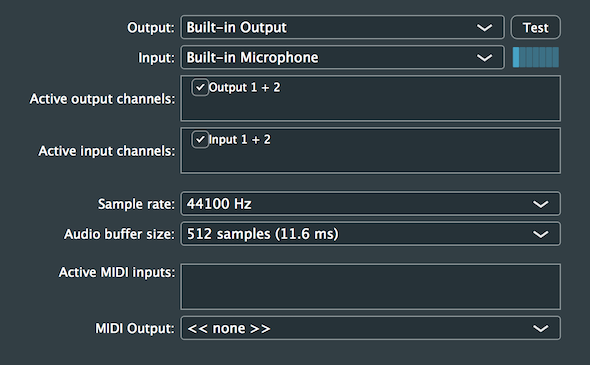 Output: Built-in Output Test
Input: Built-in Microphone
Active output channels: Output 1 + 2
Active input channels: Input 1 + 2
Sample rate: 44100 Hz
Audio buffer size: 512 samples (11.6 ms)
Active MIDI inputs:
MIDI Output: << none >>